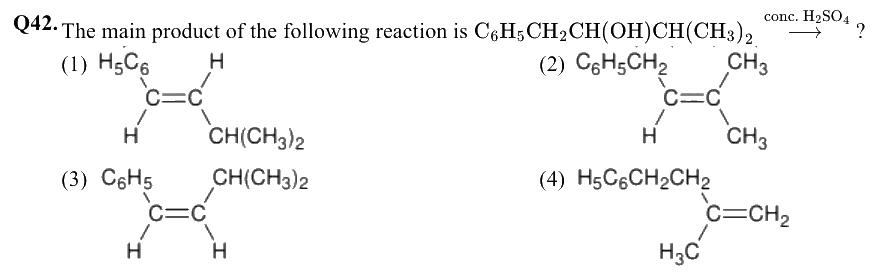 Q42. The main product of the following reaction is C₆H₅CH₂CH(OH)CH(CH₃)₂ conc. H₂SO₄ ⟶ ?
(1) H₅C₆ H (2) C₆H₅CH₂ CH₃
C=C C=C
H CH(CH₃)₂ H CH₃
(3) C₆H₅ CH(CH₃)₂ (4) H₅C₆CH₂CH₂
C=C C=CH₂
H H H₃C